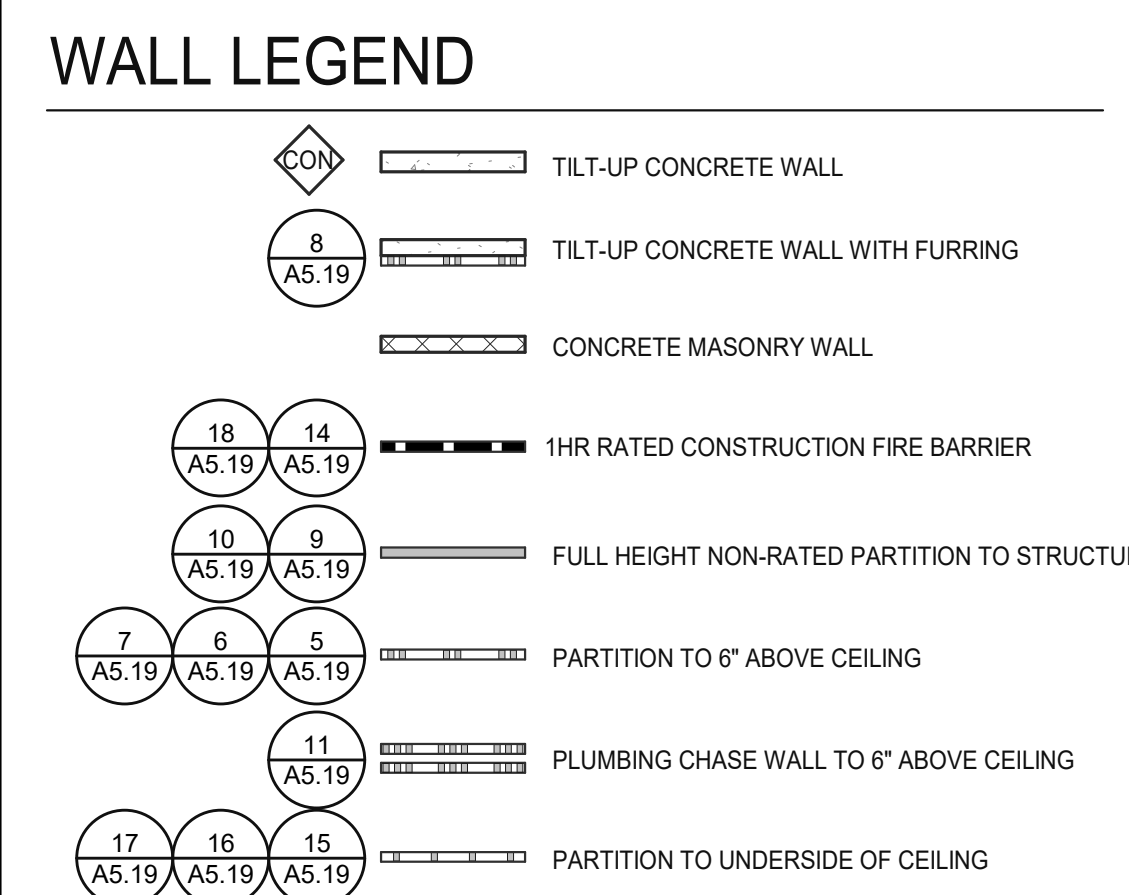 WALL LEGEND
CON TILT-UP CONCRETE WALL
8 A5.19 TILT-UP CONCRETE WALL WITH FURRING
CONCRETE MASONRY WALL
18 A5.19 14 A5.19 1HR RATED CONSTRUCTION FIRE BARRIER
10 A5.19 9 A5.19 FULL HEIGHT NON-RATED PARTITION TO
7 A5.19 6 A5.19 5 A5.19 PARTITION TO 6" ABOVE CEILING
11 A5.19 PLUMBING CHASE WALL TO 6" ABOVE CEILING
17 A5.19 16 A5.19 15 A5.19 PARTITION TO UNDERSIDE OF CEILING